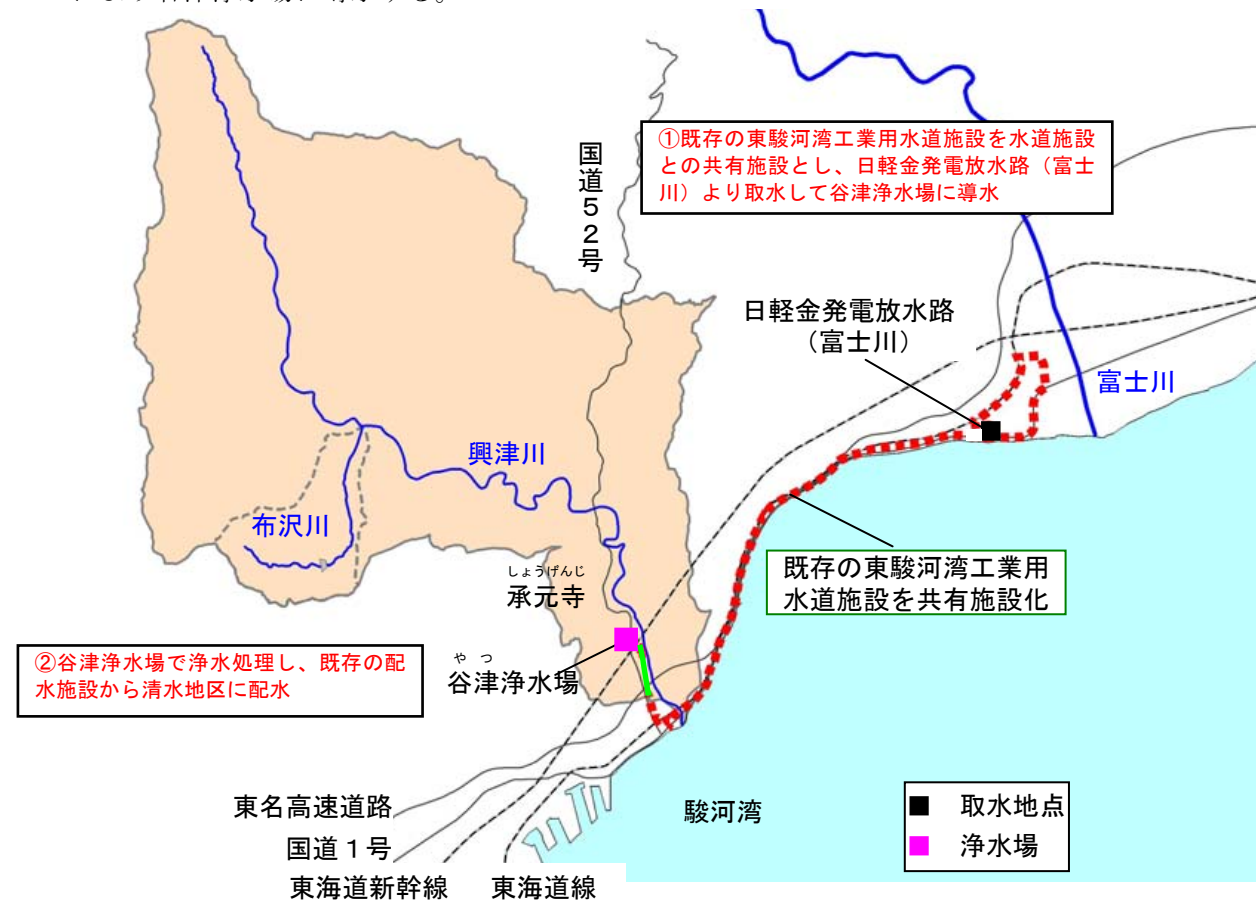 ①既存の東駿河湾工業用水道施設を水道施設
との共有施設とし、日軽金発電放水路（富士
川）より取水して谷津浄水場に導水
国道５２号
日軽金発電放水路
（富士川）
富士川
興津川
布沢川
既存の東駿河湾工業用
水道施設を共有施設化
しょうげんじ
承元寺
やつ
谷津浄水場
②谷津浄水場で浄水処理し、既存の配
水施設から清水地区に配水
東名高速道路
国道１号
東海道新幹線
東海道線
駿河湾
取水地点
浄水場